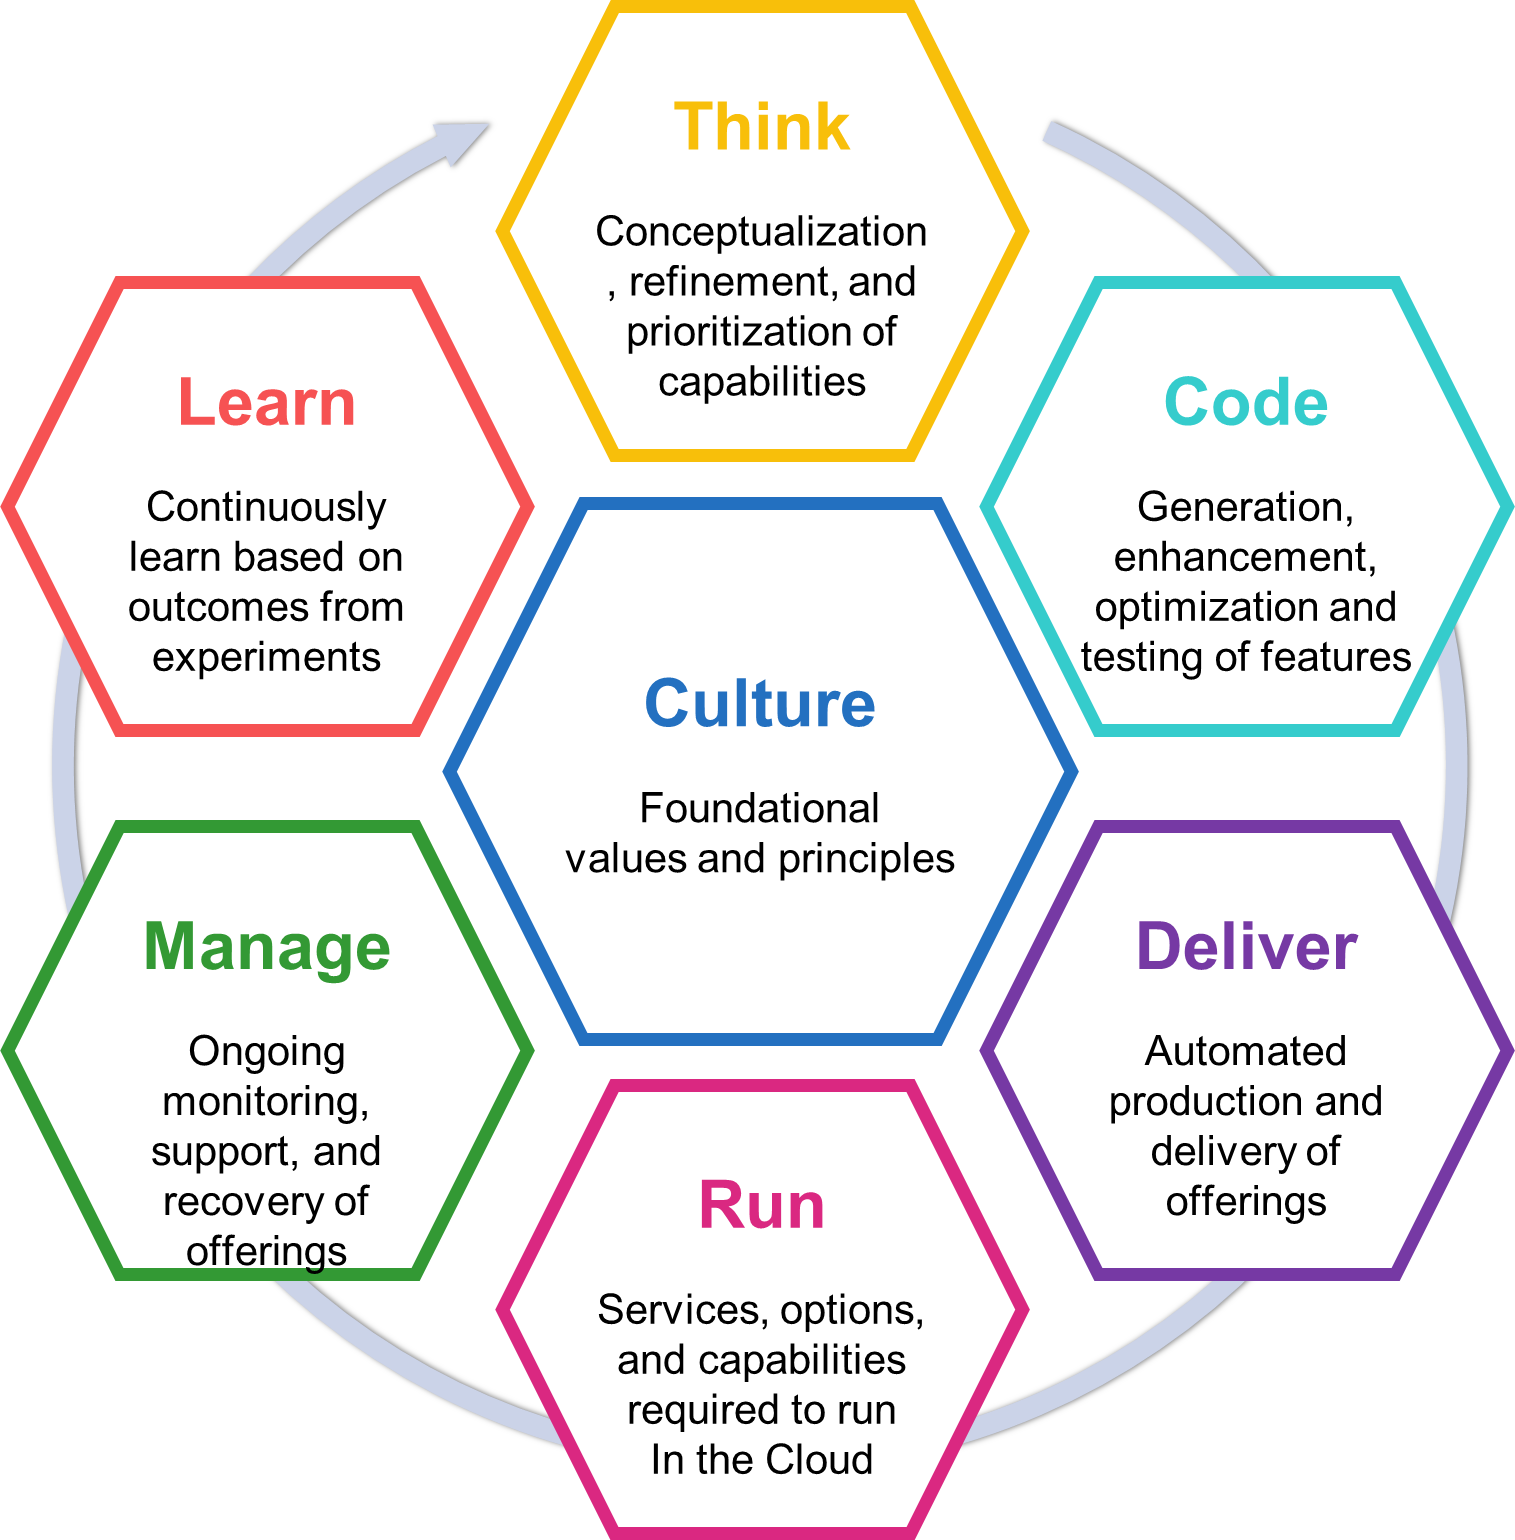 Think
Conceptualization
, refinement, and
prioritization of
capabilities
Code
Generation,
enhancement,
optimization and
testing of features
Deliver
Automated
production and
delivery of
offerings
Run
Services, options,
and capabilities
required to run
In the Cloud
Manage
Ongoing
monitoring,
support, and
recovery of
offerings
Learn
Continuously
learn based on
outcomes from
experiments
Culture
Foundational
values and principles